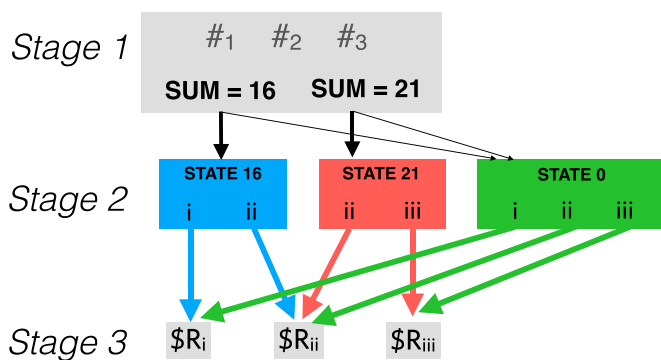 Stage 1
#1 #2 #3
SUM = 16 SUM = 21
Stage 2
STATE 16 STATE 21 STATE 0
i ii ii iii i ii iii
Stage 3
$Ri $Rii $Riii